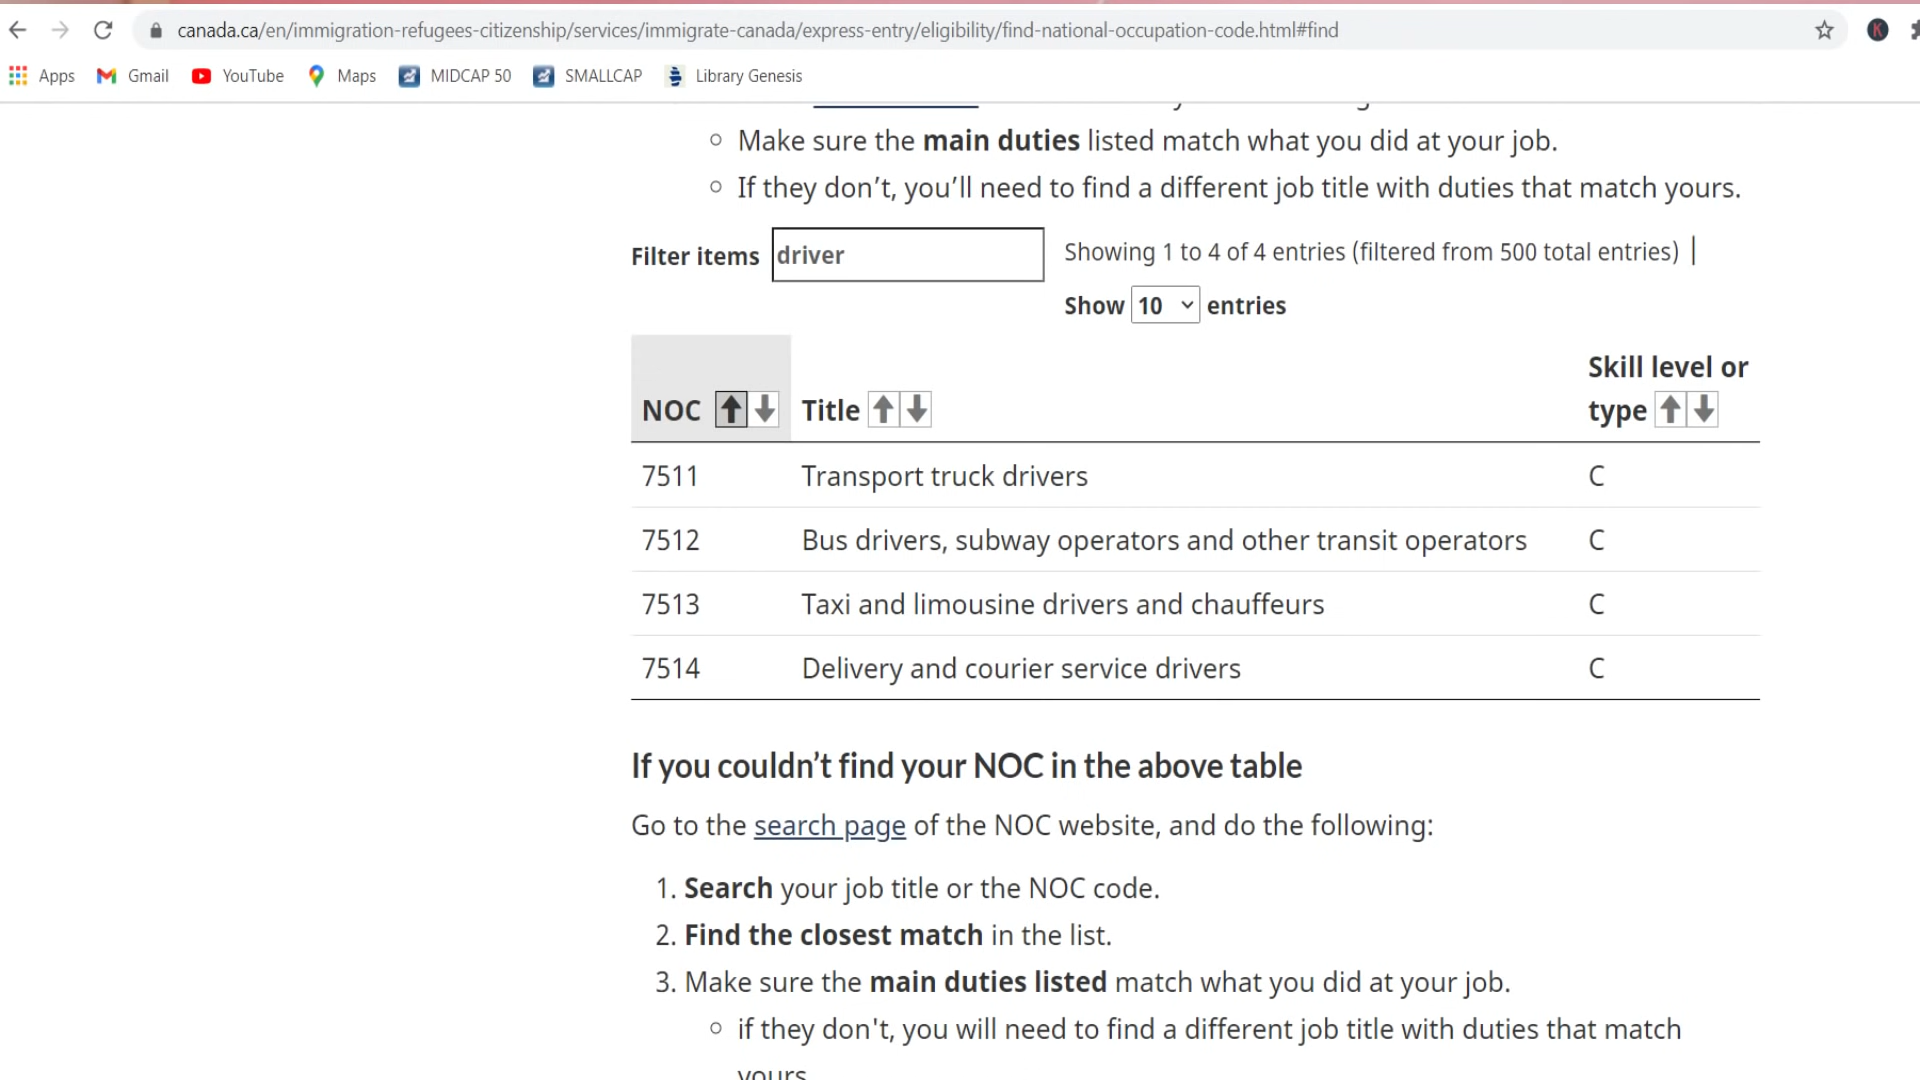 canada.ca/en/immigration-refugees-citizenship/services/immigrate-canada/express-entry/eligibility/find-national-occupation-code.html#find
K
Apps Gmail YouTube Maps MIDCAP 50 SMALLCAP Library Genesis
Make sure the main duties listed match what you did at your job.
If they don’t, you’ll need to find a different job title with duties that match yours.
Filter items driver Showing 1 to 4 of 4 entries (filtered from 500 total entries) |
Show 10 entries
Skill level or
NOC Title type
7511 Transport truck drivers C
7512 Bus drivers, subway operators and other transit operators C
7513 Taxi and limousine drivers and chauffeurs C
7514 Delivery and courier service drivers C
If you couldn’t find your NOC in the above table
Go to the search page of the NOC website, and do the following:
1. Search your job title or the NOC code.
2. Find the closest match in the list.
3. Make sure the main duties listed match what you did at your job.
if they don't, you will need to find a different job title with duties that match
yours